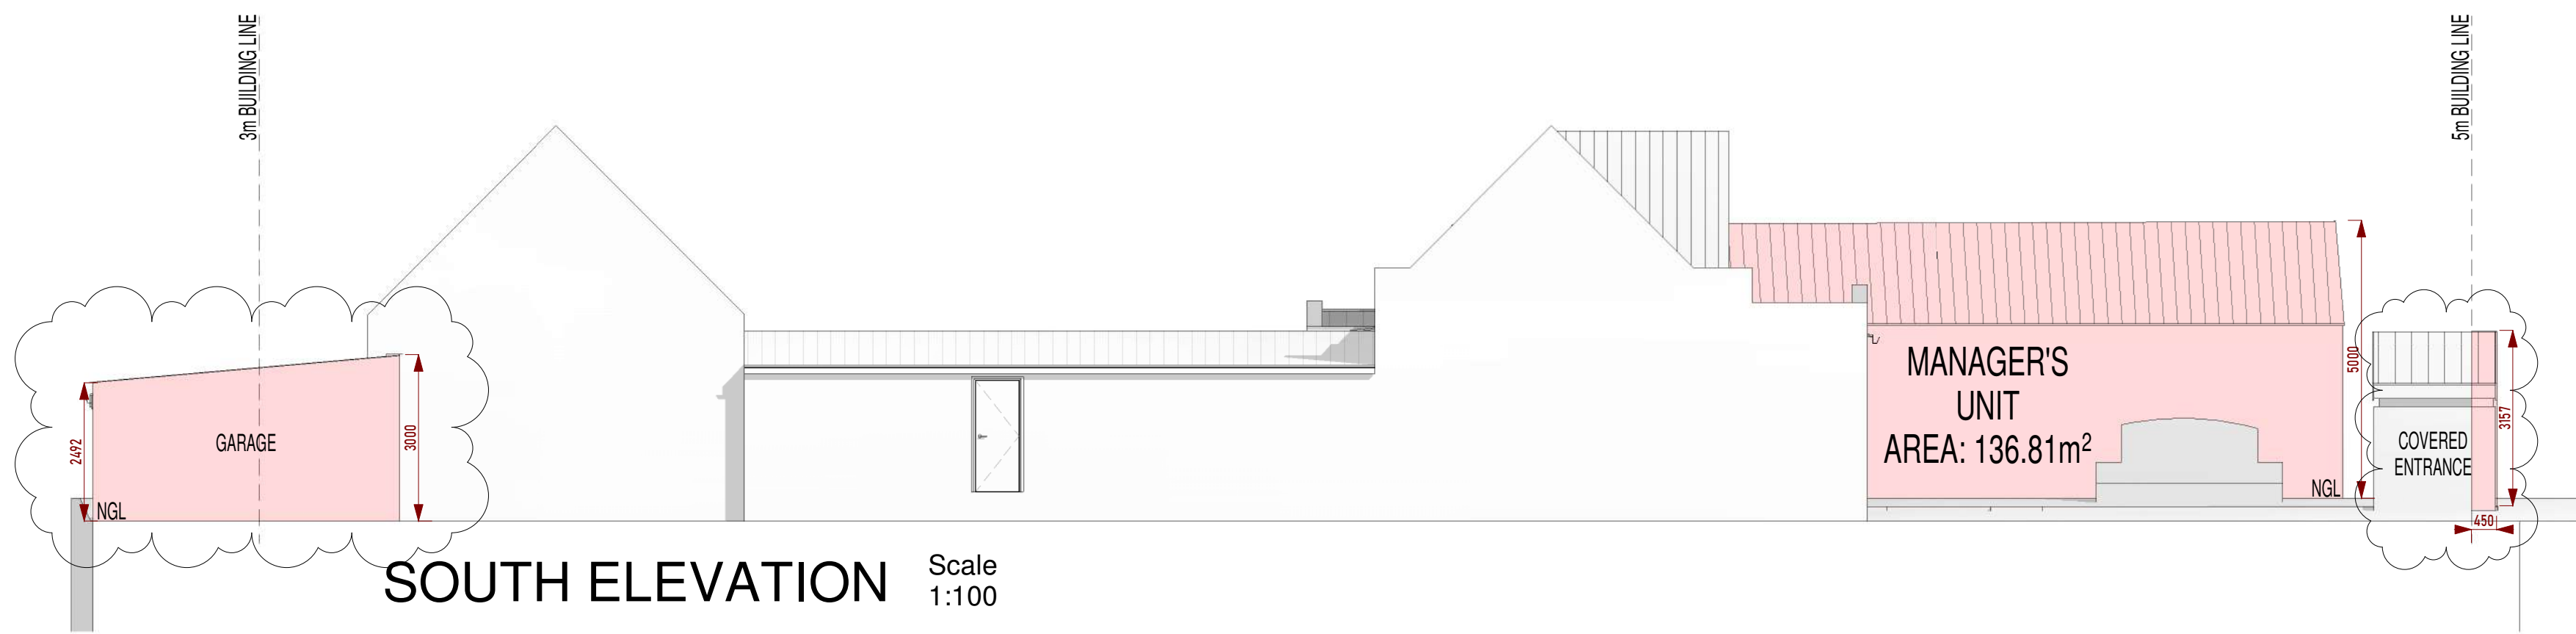 3m BUILDING LINE
5m BUILDING LINE
GARAGE
2492
3000
NGL
MANAGER'S
UNIT
AREA: 136.81m²
NGL
5000
COVERED
ENTRANCE
3157
450
SOUTH ELEVATION
Scale
1:100